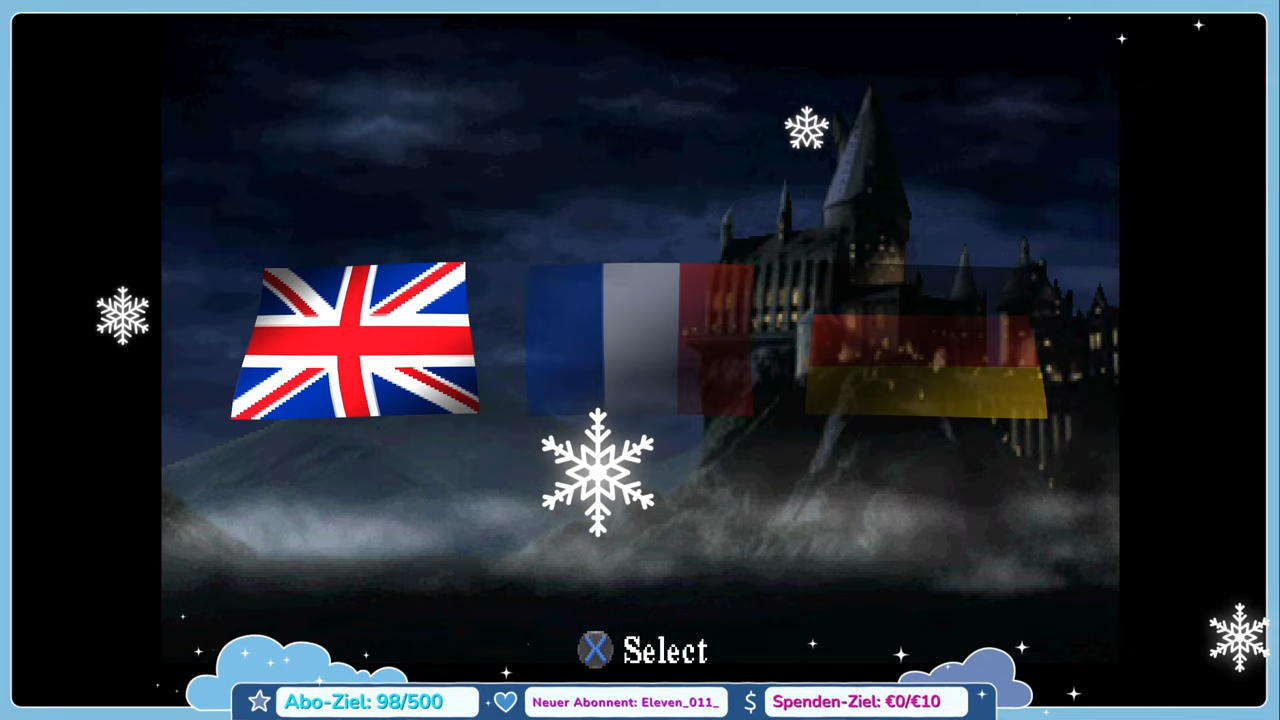 Select
Abo-Ziel: 98/500
Neuer Abonnent: Eleven_011_
Spenden-Ziel: €0/€10